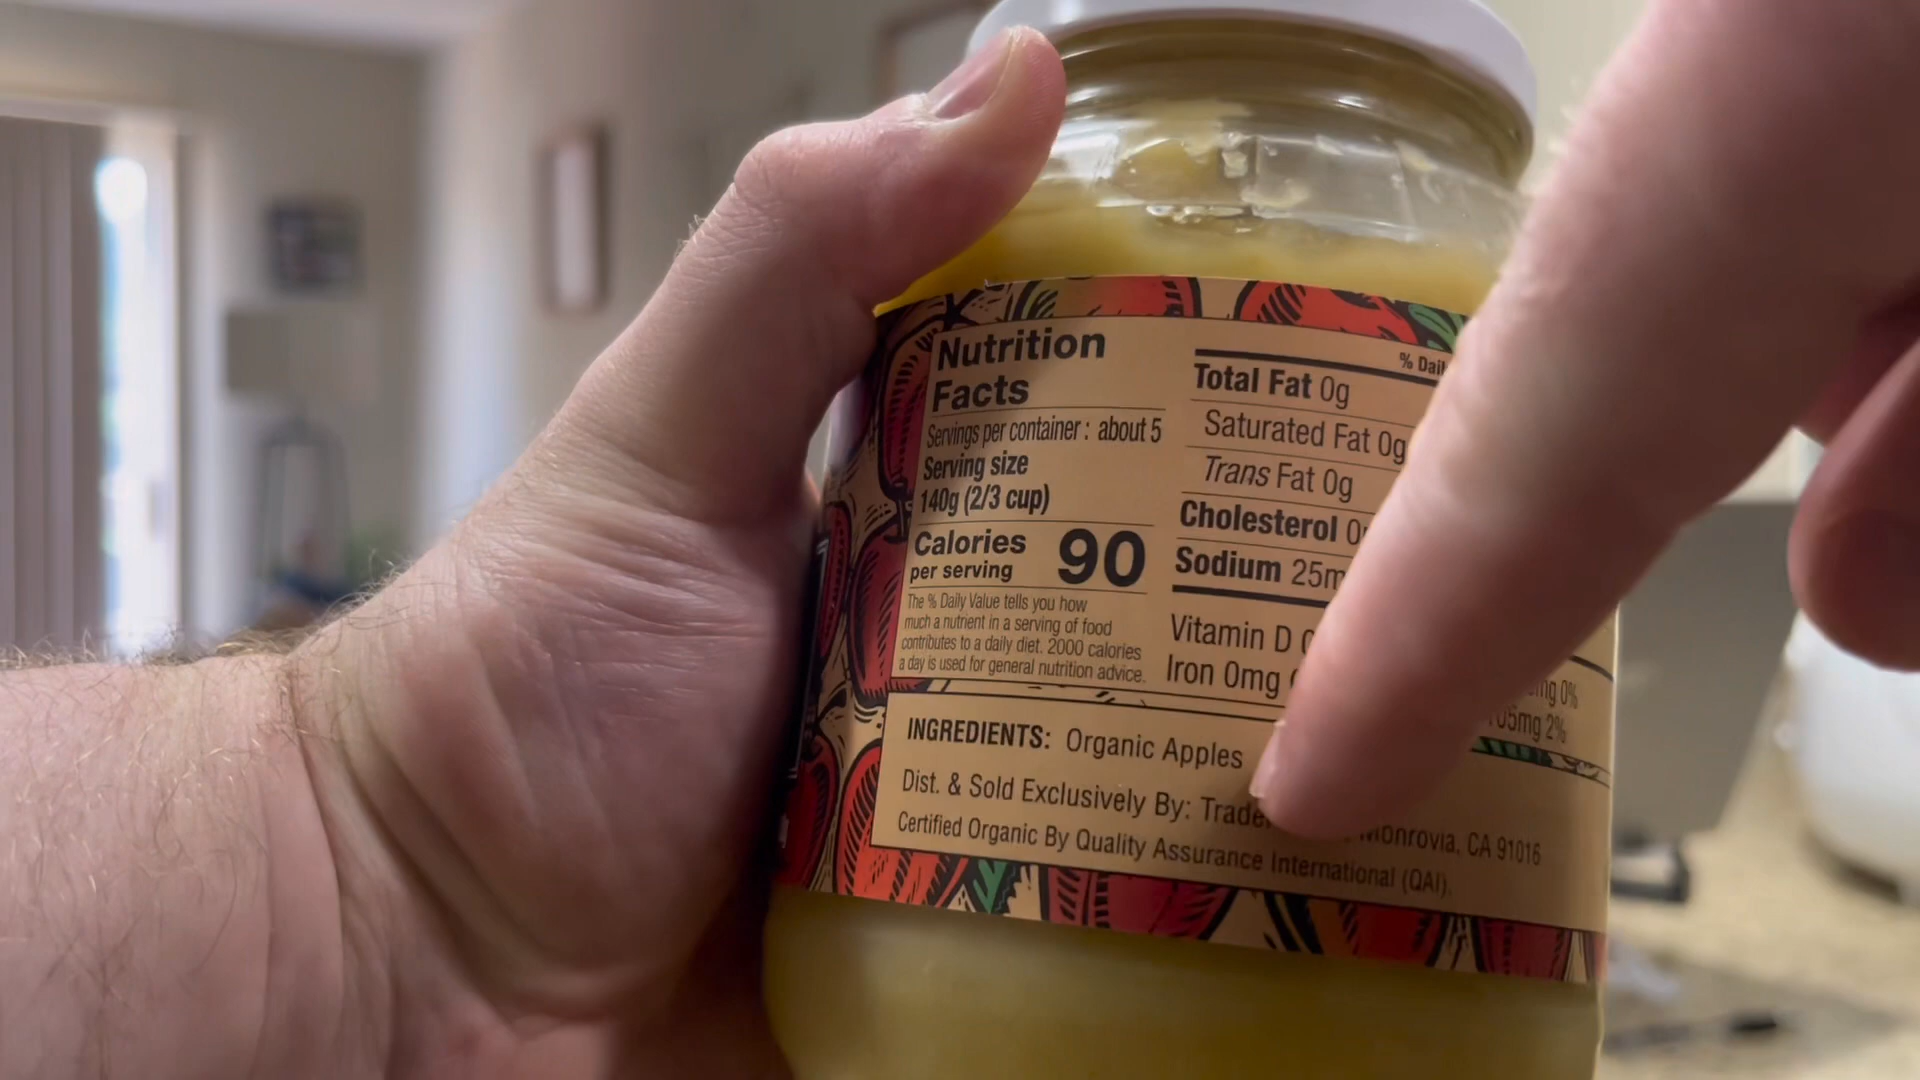 Nutrition
Facts
Servings per container : about 5
Serving size
140g (2/3 cup)
Calories
per serving 90
The % Daily Value tells you how
much a nutrient in a serving of food
contributes to a daily diet. 2000 calories
a day is used for general nutrition advice.
%
Total Fat 0g
Saturated Fat 0g
Trans Fat 0g
Cholesterol
Sodium
Vitamin D
Iron 0mg
0%
2%
INGREDIENTS: Organic Apples
Dist. & Sold Exclusively By: Monrovia, CA 91016
Certified Organic By Quality Assurance International (QAI).